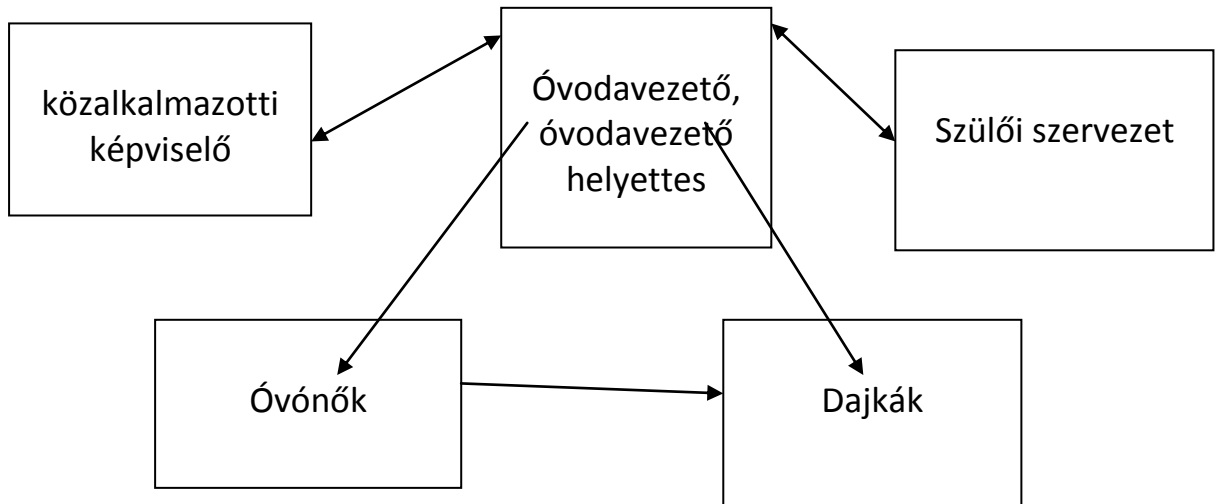 közalkalmazotti
képviselő
Óvodavezető,
óvodavezető
helyettes
Szülői szervezet
Óvónők
Dajkák